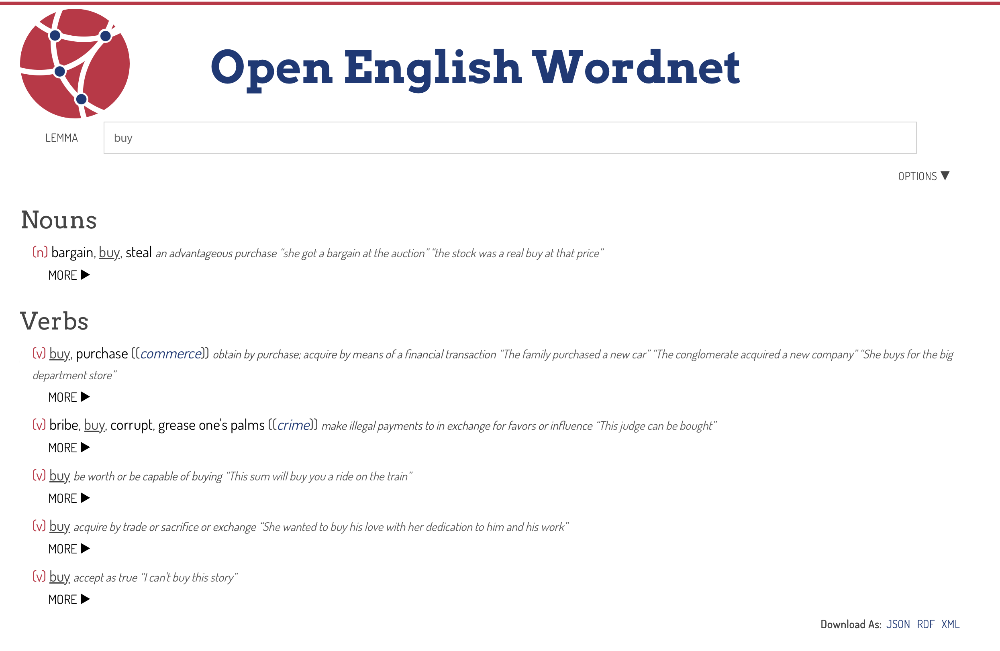 Open English Wordnet
LEMMA buy
OPTIONS ▼
Nouns
(n) bargain, buy, steal an advantageous purchase “she got a bargain at the auction” “the stock was a real buy at that price”
MORE ▶
Verbs
(v) buy, purchase ((commerce)) obtain by purchase; acquire by means of a financial transaction “The family purchased a new car” “The conglomerate acquired a new company” “She buys for the big
department store”
MORE ▶
(v) bribe, buy, corrupt, grease one's palms ((crime)) make illegal payments to in exchange for favors or influence “This judge can be bought”
MORE ▶
(v) buy be worth or be capable of buying “This sum will buy you a ride on the train”
MORE ▶
(v) buy acquire by trade or sacrifice or exchange “She wanted to buy his love with her dedication to him and his work”
MORE ▶
(v) buy accept as true “I can't buy this story”
MORE ▶
Download As: JSON RDF XML